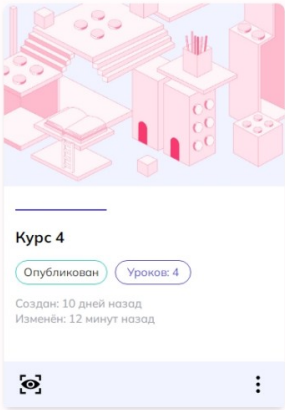 Курс 4
Опубликован Уроков: 4
Создан: 10 дней назад
Изменён: 12 минут назад